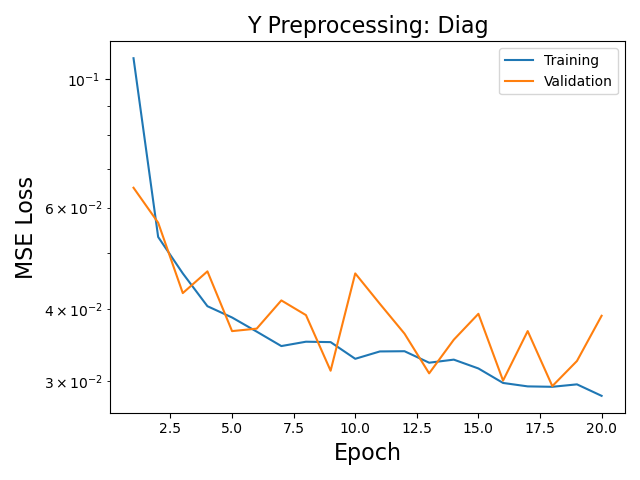 Y Preprocessing: Diag
Training
Validation
MSE Loss
10⁻¹
6 × 10⁻²
4 × 10⁻²
3 × 10⁻²
2.5 5.0 7.5 10.0 12.5 15.0 17.5 20.0
Epoch